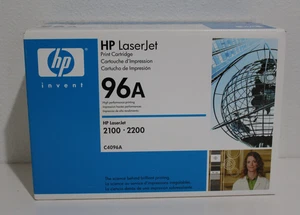 hp
invent
HP LaserJet
Print Cartridge
Cartouche d'Impression
Cartucho de Impresión
96A
HP LaserJet
2100 · 2200
C4096A